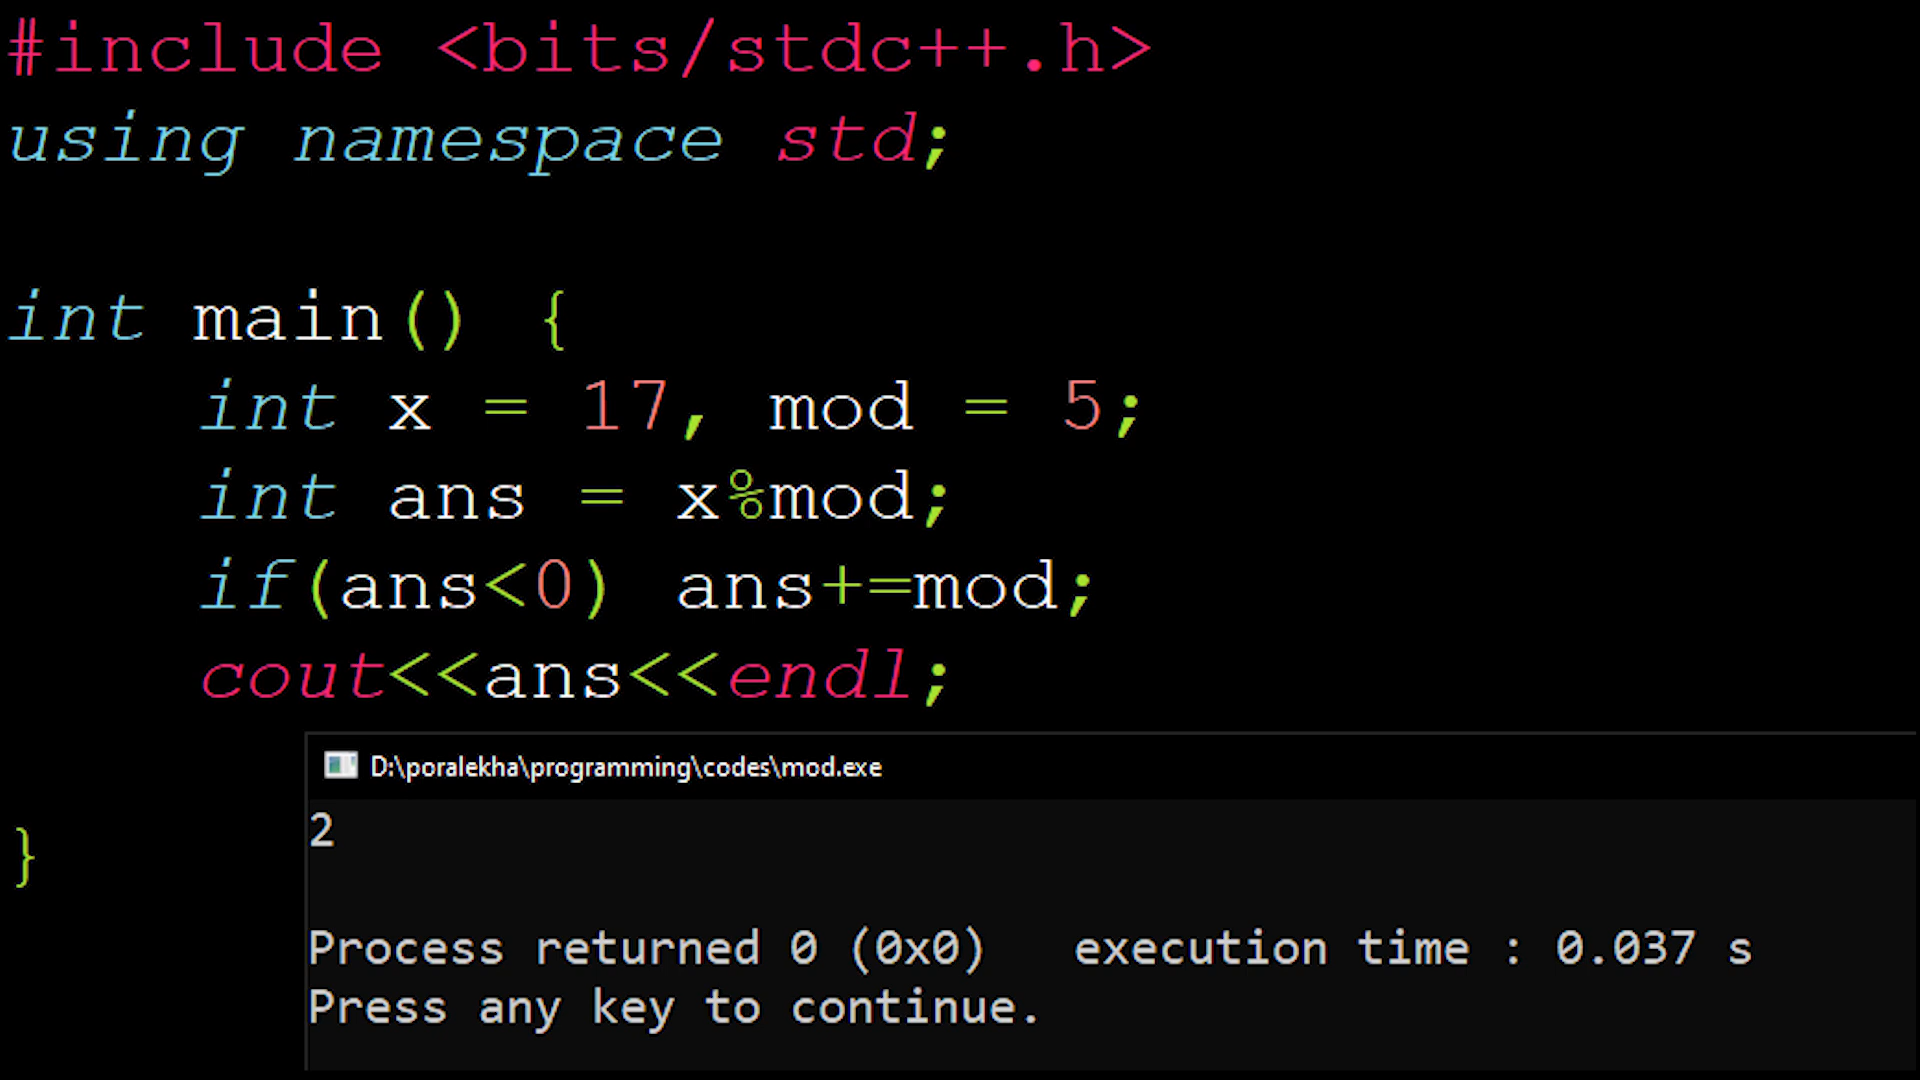 #include <bits/stdc++.h>
using namespace std;
int main() {
int x = 17, mod = 5;
int ans = x%mod;
if(ans<0) ans+=mod;
cout<<ans<<endl;
}
D:\poralekha\programming\codes\mod.exe
2
Process returned 0 (0x0)   execution time : 0.037 s
Press any key to continue.